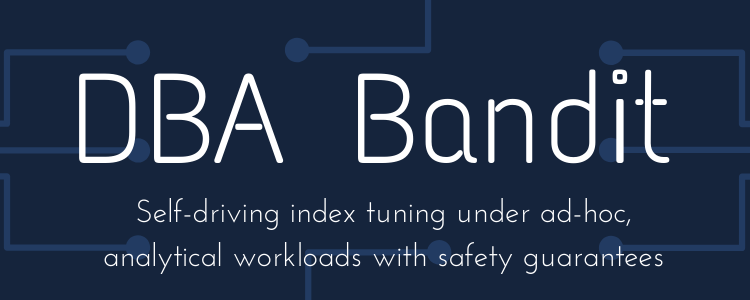 DBA Bandit
Self-driving index tuning under ad-hoc,
analytical workloads with safety guarantees